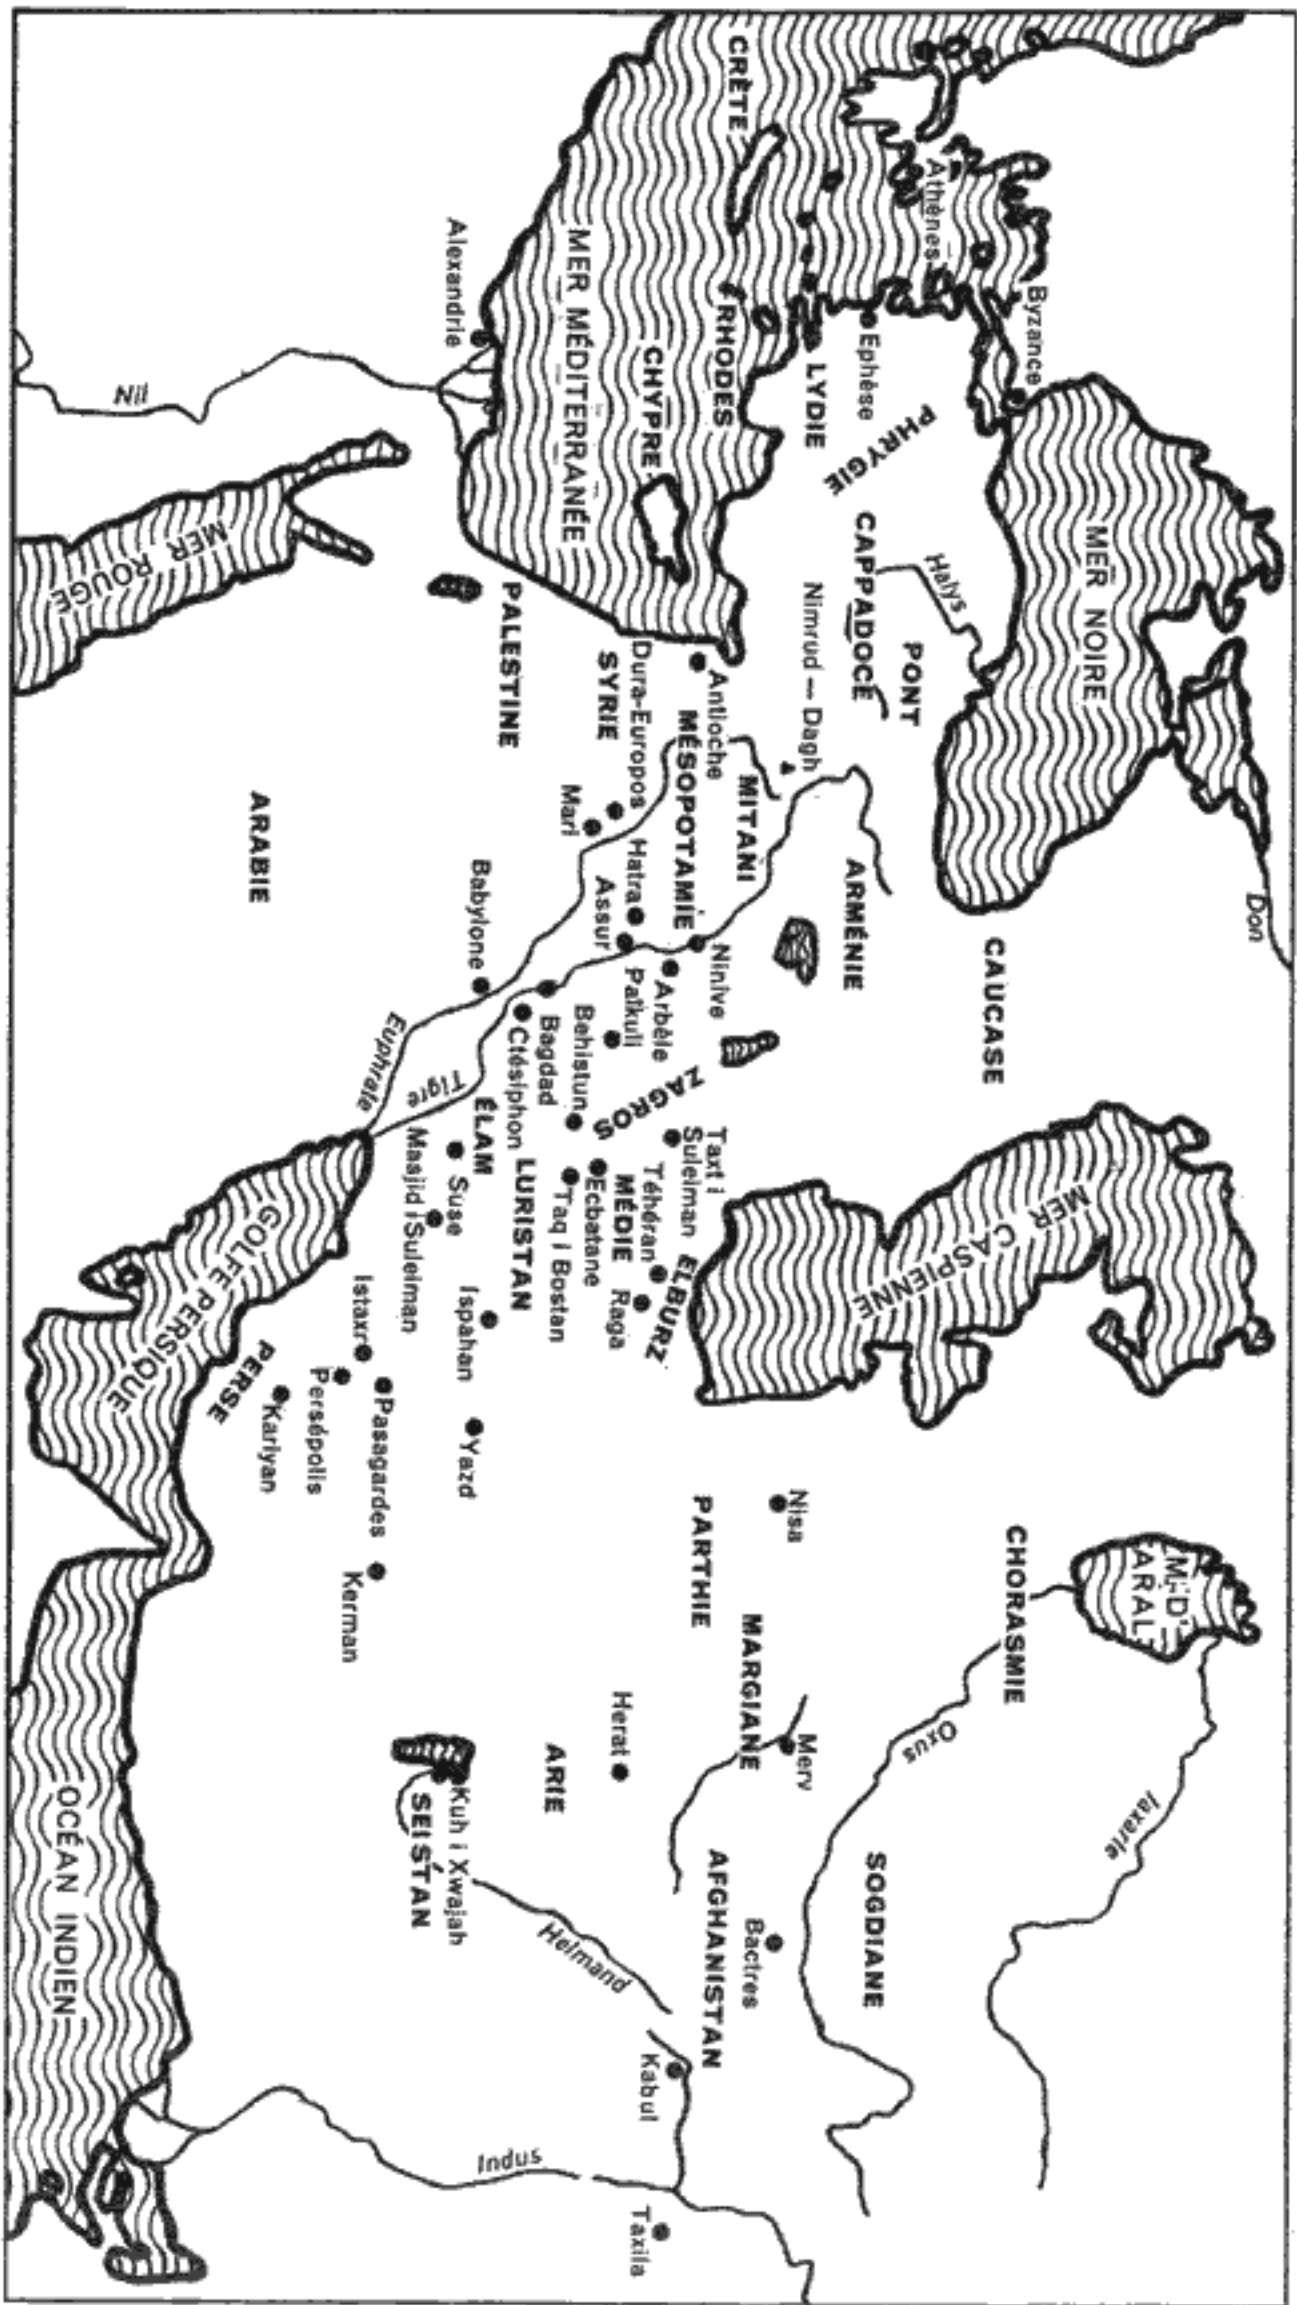 CRÈTE
Athènes
Byzance
MER MÉDITERRANÉE
RHODES
CHYPRE
LYDIE
Ephèse
PHRYGIE
MER NOIRE
Alexandrie
Nil
MER ROUGE
PALESTINE
SYRIE
CAPPADOCE
Halys
PONT
Nimrud — Dagh
Antioche
Dura-Europos
Mari
MÉSOPOTAMIE
MITANI
ARMÉNIE
Don
CAUCASE
ARABIE
Babylone
Hatra
Assur
Ninive
Arbèle
Paikuli
Behistun
Bagdad
Ctésiphon
Euphrate
Tigre
ZAGROS
ÉLAM
Suse
Masjid i Suleiman
LURISTAN
Taxt i
Suleiman
Téhéran
MÉDIE
Ecbatane
Taq i Bostan
Raga
ELBURZ
MER CASPIENNE
GOLFE PERSIQUE
Ispahan
Istaxr
Persépolis
Pasagardes
Kariyan
PERSE
Yazd
Kerman
Nisa
PARTHIE
CHORASMIE
M. D'
ARAL
MARGIANE
Merv
Oxus
Iaxarte
Herat
ARIE
Kuh i Xwajah
SEISTAN
Helmand
AFGHANISTAN
Bactres
SOGDIANE
Kabul
Indus
Taxila
OCÉAN INDIEN